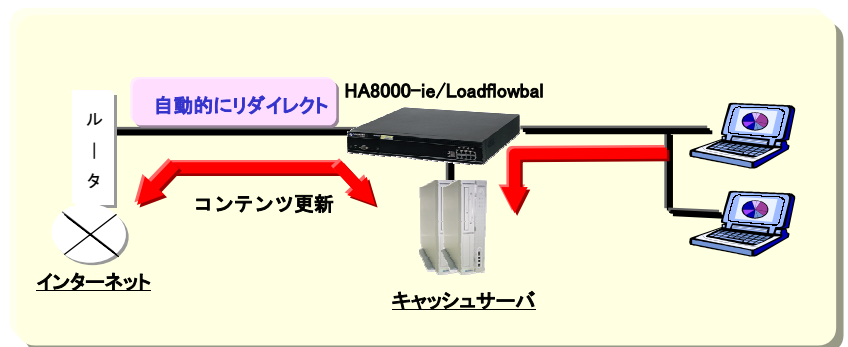 自動的にリダイレクト
HA8000-ie/Loadflowbal
ルータ
コンテンツ更新
インターネット
キャッシュサーバ